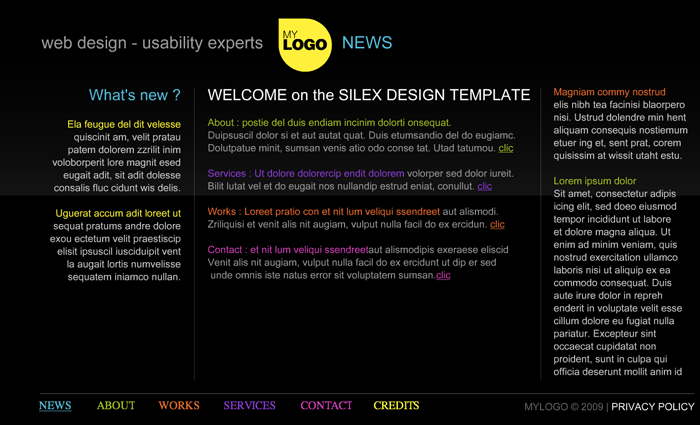 web design - usability experts
MY
LOGO
NEWS
What's new ?
Ela feugue del dit velesse
quiscinit am, velit pratau
patem dolorem zzrilit inim
voloborperit lore magnit esed
eugait adit, sit adit dolesse
consalis fluc cidunt wis delis.
Uguerat accum adit loreet ut
sequat pratums andre dolore
exou ectetum velit praestiscip
elisit ipsuscil iusciduipit vent
la augait lortis numvelisse
sequatem iniamco nullan.
WELCOME on the SILEX DESIGN TEMPLATE
About : postie del duis endiam incinim dolorti onsequat.
Duipsuscil dolor si et aut autat quat. Duis etumsandio del do eugiamc.
Dolutpatue minit, sumsan venis atio odo conse tat. Utad tatumou. clic
Services : Ut dolore dolorercip endit dolorem volorper sed dolor iureit.
Bilit lutat vel et do eugait nos nullandip estrud eniat, conullut. clic
Works : Loreet pratio con et nit lum veliqui ssendreet aut alismodi.
Zriliquisi et venit alis nit augiam, vulput nulla facil do ex ercidun. clic
Contact : et nit lum veliqui ssendreetaut alismodipis exeraese eliscid
Venit alis nit augiam, vulput nulla facil do ex ercidunt ut dip er sed
unde omnis iste natus error sit voluptatem sumsan.clic
Magniam commy nostrud
elis nibh tea facinisi blaorpero
nisi. Ustrud dolendre min hent
aliquam consequis nostiemum
etuer ing et, sent prat, corem
quisissim at wissit utaht estu.
Lorem ipsum dolor
Sit amet, consectetur adipis
icing elit, sed doeo eiusmod
tempor incididunt ut labore
et dolore magna aliqua. Ut
enim ad minim veniam, quis
nostrud exercitation ullamco
laboris nisi ut aliquip ex ea
commodo consequat. Duis
aute irure dolor in repreh
enderit in voluptate velit esse
cillum dolore eu fugiat nulla
pariatur. Excepteur sint
occaecat cupidatat non
proident, sunt in culpa qui
officia deserunt mollit anim id
NEWS ABOUT WORKS SERVICES CONTACT CREDITS
MYLOGO © 2009 | PRIVACY POLICY